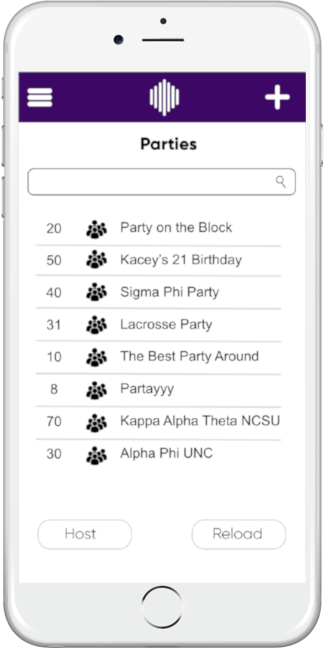 Parties
20 Party on the Block
50 Kacey's 21 Birthday
40 Sigma Phi Party
31 Lacrosse Party
10 The Best Party Around
8 Partayyy
70 Kappa Alpha Theta NCSU
30 Alpha Phi UNC
Host Reload